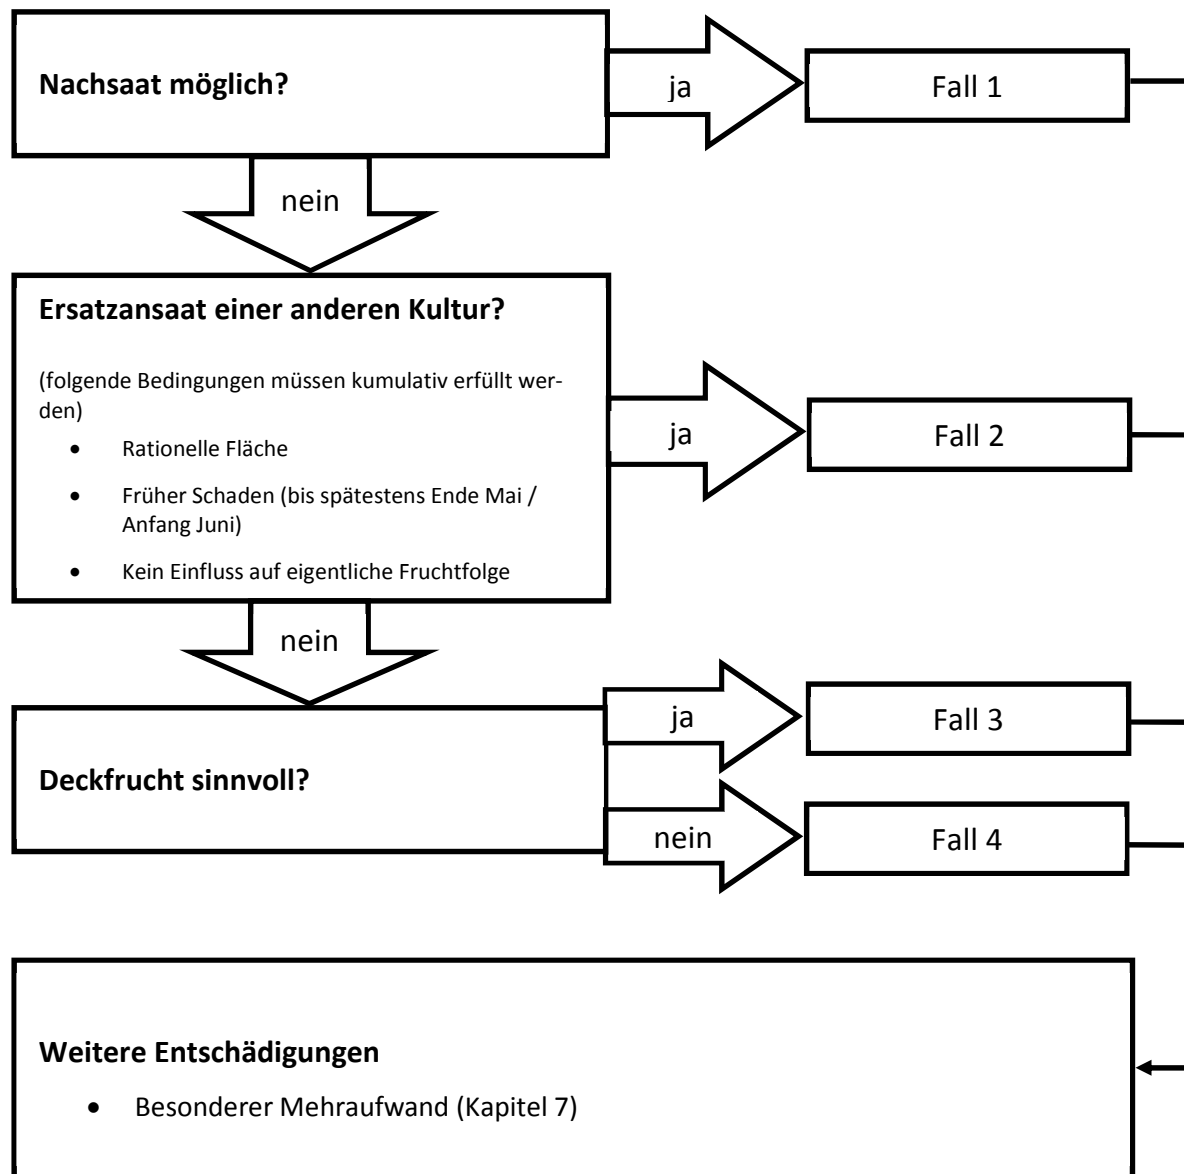 Nachsaat möglich?
ja
Fall 1
nein
Ersatzansaat einer anderen Kultur?
(folgende Bedingungen müssen kumulativ erfüllt wer-
den)
• Rationelle Fläche
• Früher Schaden (bis spätestens Ende Mai /
Anfang Juni)
• Kein Einfluss auf eigentliche Fruchtfolge
ja
Fall 2
nein
Deckfrucht sinnvoll?
ja
Fall 3
nein
Fall 4
Weitere Entschädigungen
• Besonderer Mehraufwand (Kapitel 7)